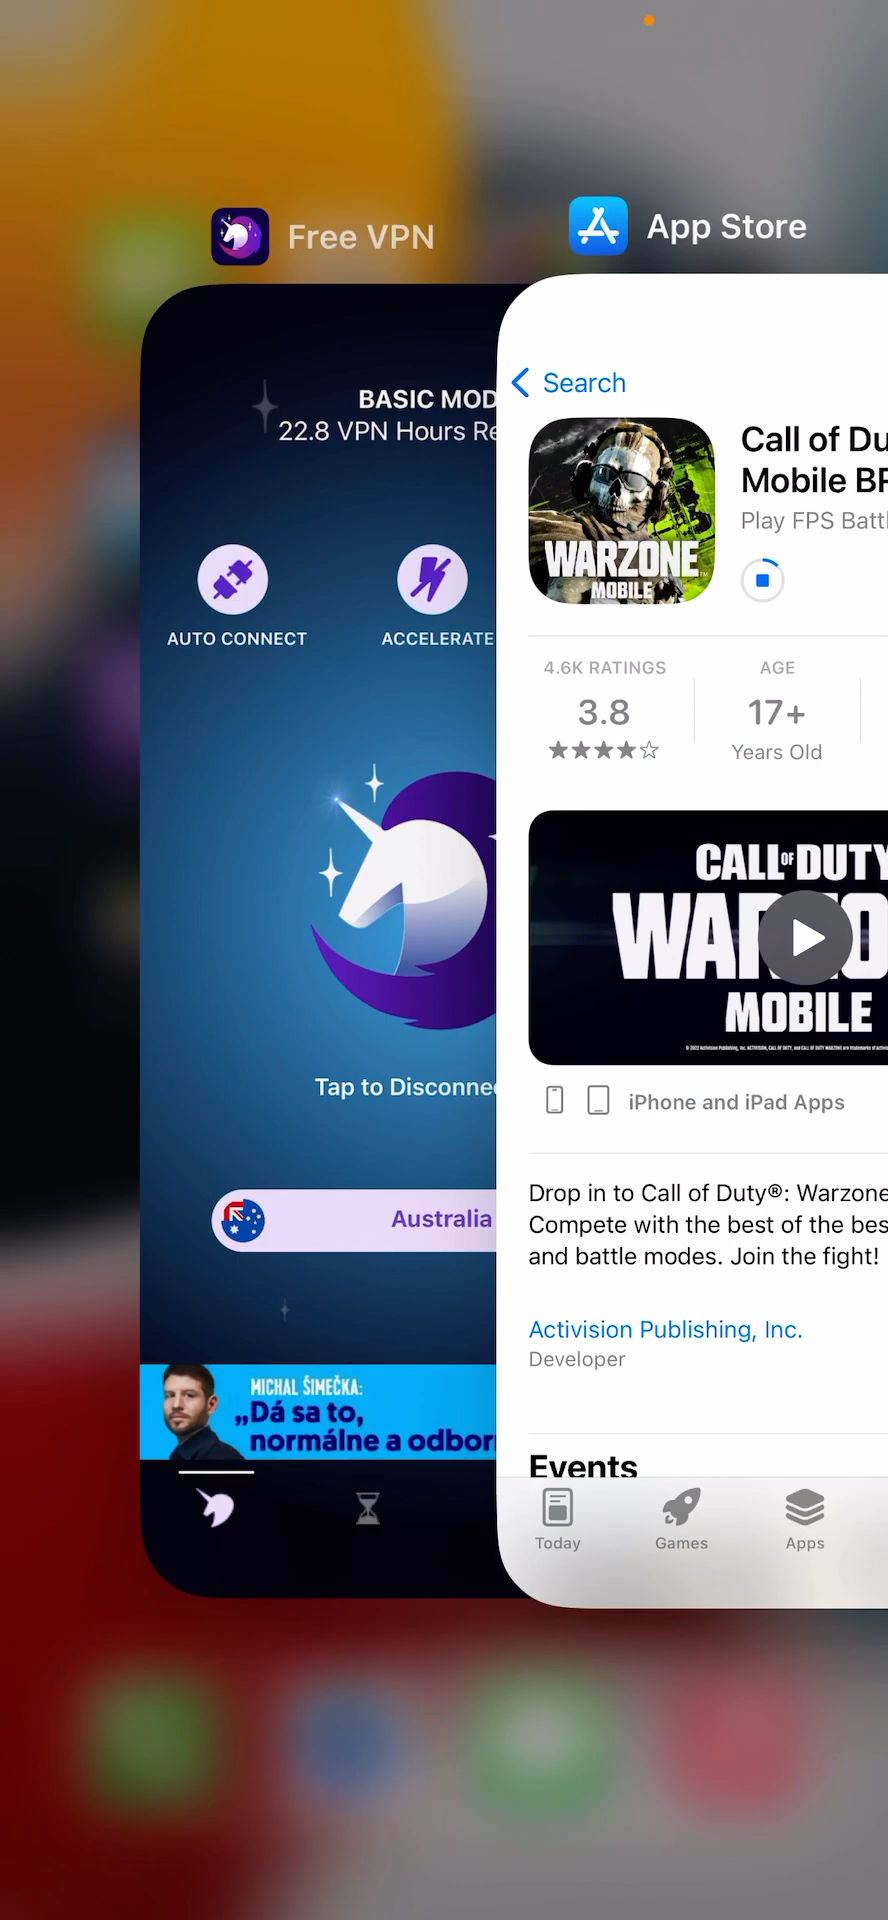 Free VPN
App Store
BASIC MOD
22.8 VPN Hours Re
AUTO CONNECT
ACCELERATE
Tap to Disconne
Australia
MICHAL ŠIMEČKA:
„Dá sa to,
normálne a odbor
Search
WARZONE
MOBILE
Call of Du
Mobile BR
Play FPS Battl
4.6K RATINGS
3.8
AGE
17+
Years Old
CALL OF DUTY
WARZO
MOBILE
iPhone and iPad Apps
Drop in to Call of Duty®: Warzone
Compete with the best of the bes
and battle modes. Join the fight!
Activision Publishing, Inc.
Developer
Events
Today
Games
Apps